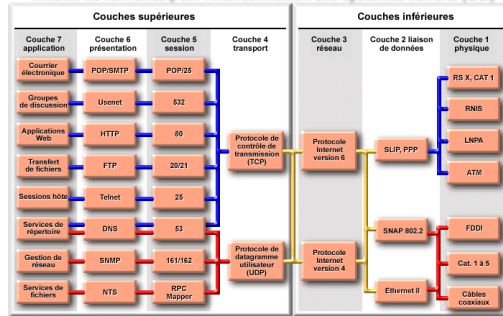 Couches supérieures
Couches inférieures
Couche 7
application
Couche 6
présentation
Couche 5
session
Couche 4
transport
Couche 3
réseau
Couche 2 liaison
de données
Couche 1
physique
Courrier
électronique
POP/SMTP
POP/25
Groupes
de discussion
Usenet
532
Applications
Web
HTTP
80
Transfert
de fichiers
FTP
20/21
Sessions hôte
Telnet
25
Services de
répertoire
DNS
53
Gestion de
réseau
SNMP
161/162
Services de
fichiers
NTS
RPC
Mapper
Protocole de
contrôle de
transmission
(TCP)
Protocole de
datagramme
utilisateur
(UDP)
Protocole
Internet
version 6
Protocole
Internet
version 4
SLIP, PPP
SNAP 802.2
Ethernet II
RS X, CAT 1
RNIS
LNPA
ATM
FDDI
Cat. 1 à 5
Câbles
coaxiaux